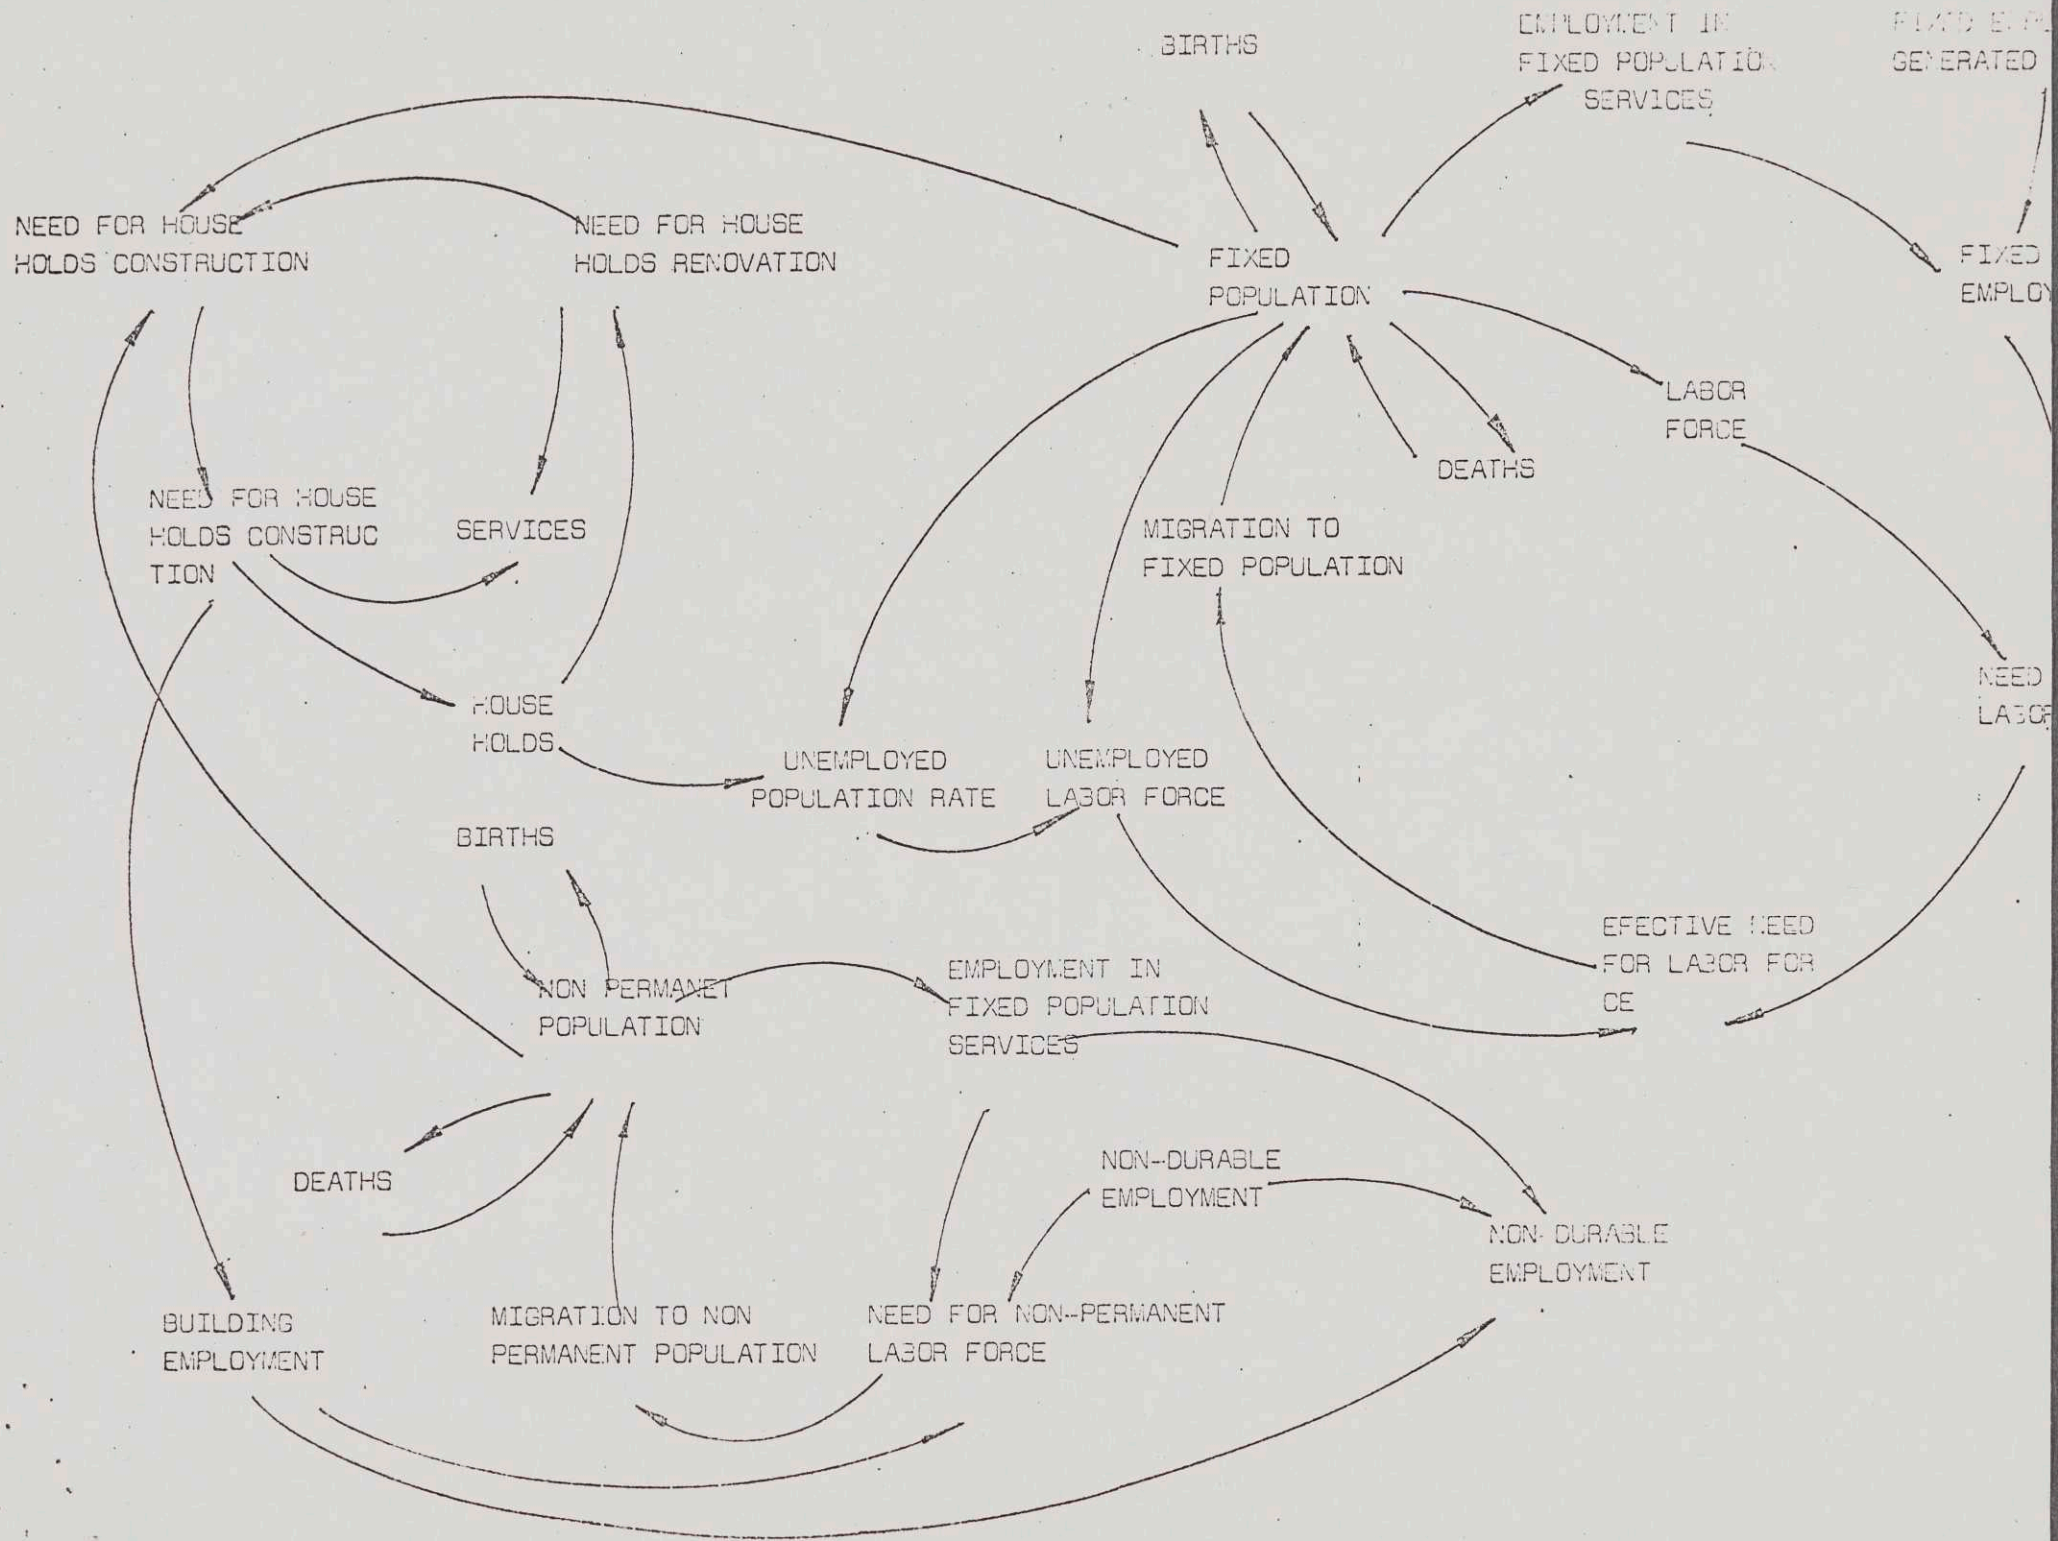 BIRTHS
EMPLOYMENT IN
FIXED POPULATION
SERVICES
FIXED
GENERATED
NEED FOR HOUSE
HOLDS CONSTRUCTION
NEED FOR HOUSE
HOLDS RENOVATION
FIXED
POPULATION
FIXED
EMPLOY
LABOR
FORCE
DEATHS
NEED FOR HOUSE
HOLDS CONSTRUC
TION
SERVICES
MIGRATION TO
FIXED POPULATION
NEED
LABOR
HOUSE
HOLDS
UNEMPLOYED
POPULATION RATE
UNEMPLOYED
LABOR FORCE
BIRTHS
EFECTIVE NEED
FOR LABOR FOR
CE
NON PERMANET
POPULATION
EMPLOYMENT IN
FIXED POPULATION
SERVICES
DEATHS
NON-DURABLE
EMPLOYMENT
NON-DURABLE
EMPLOYMENT
BUILDING
EMPLOYMENT
MIGRATION TO NON
PERMANENT POPULATION
NEED FOR NON-PERMANENT
LABOR FORCE